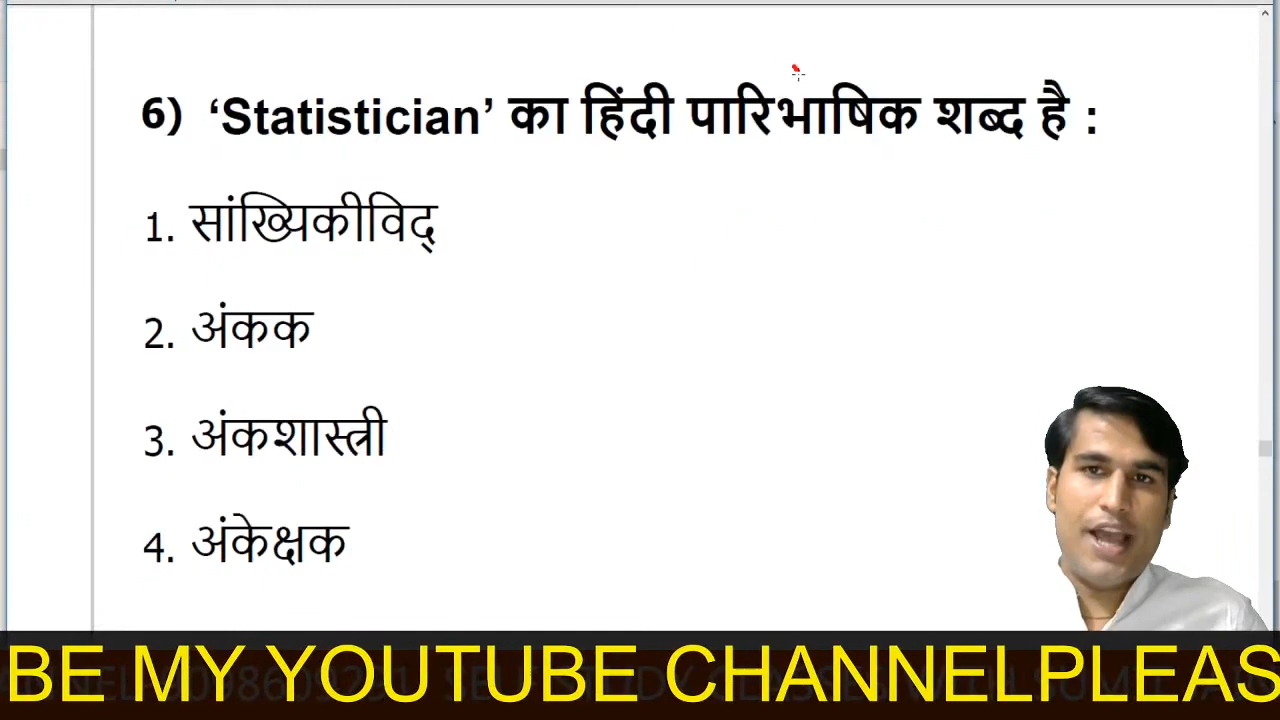 6) ‘Statistician’ का हिंदी पारिभाषिक शब्द है :
1. सांख्यिकीविद्
2. अंकक
3. अंकशास्त्री
4. अंकेक्षक
BE MY YOUTUBE CHANNELPLEAS